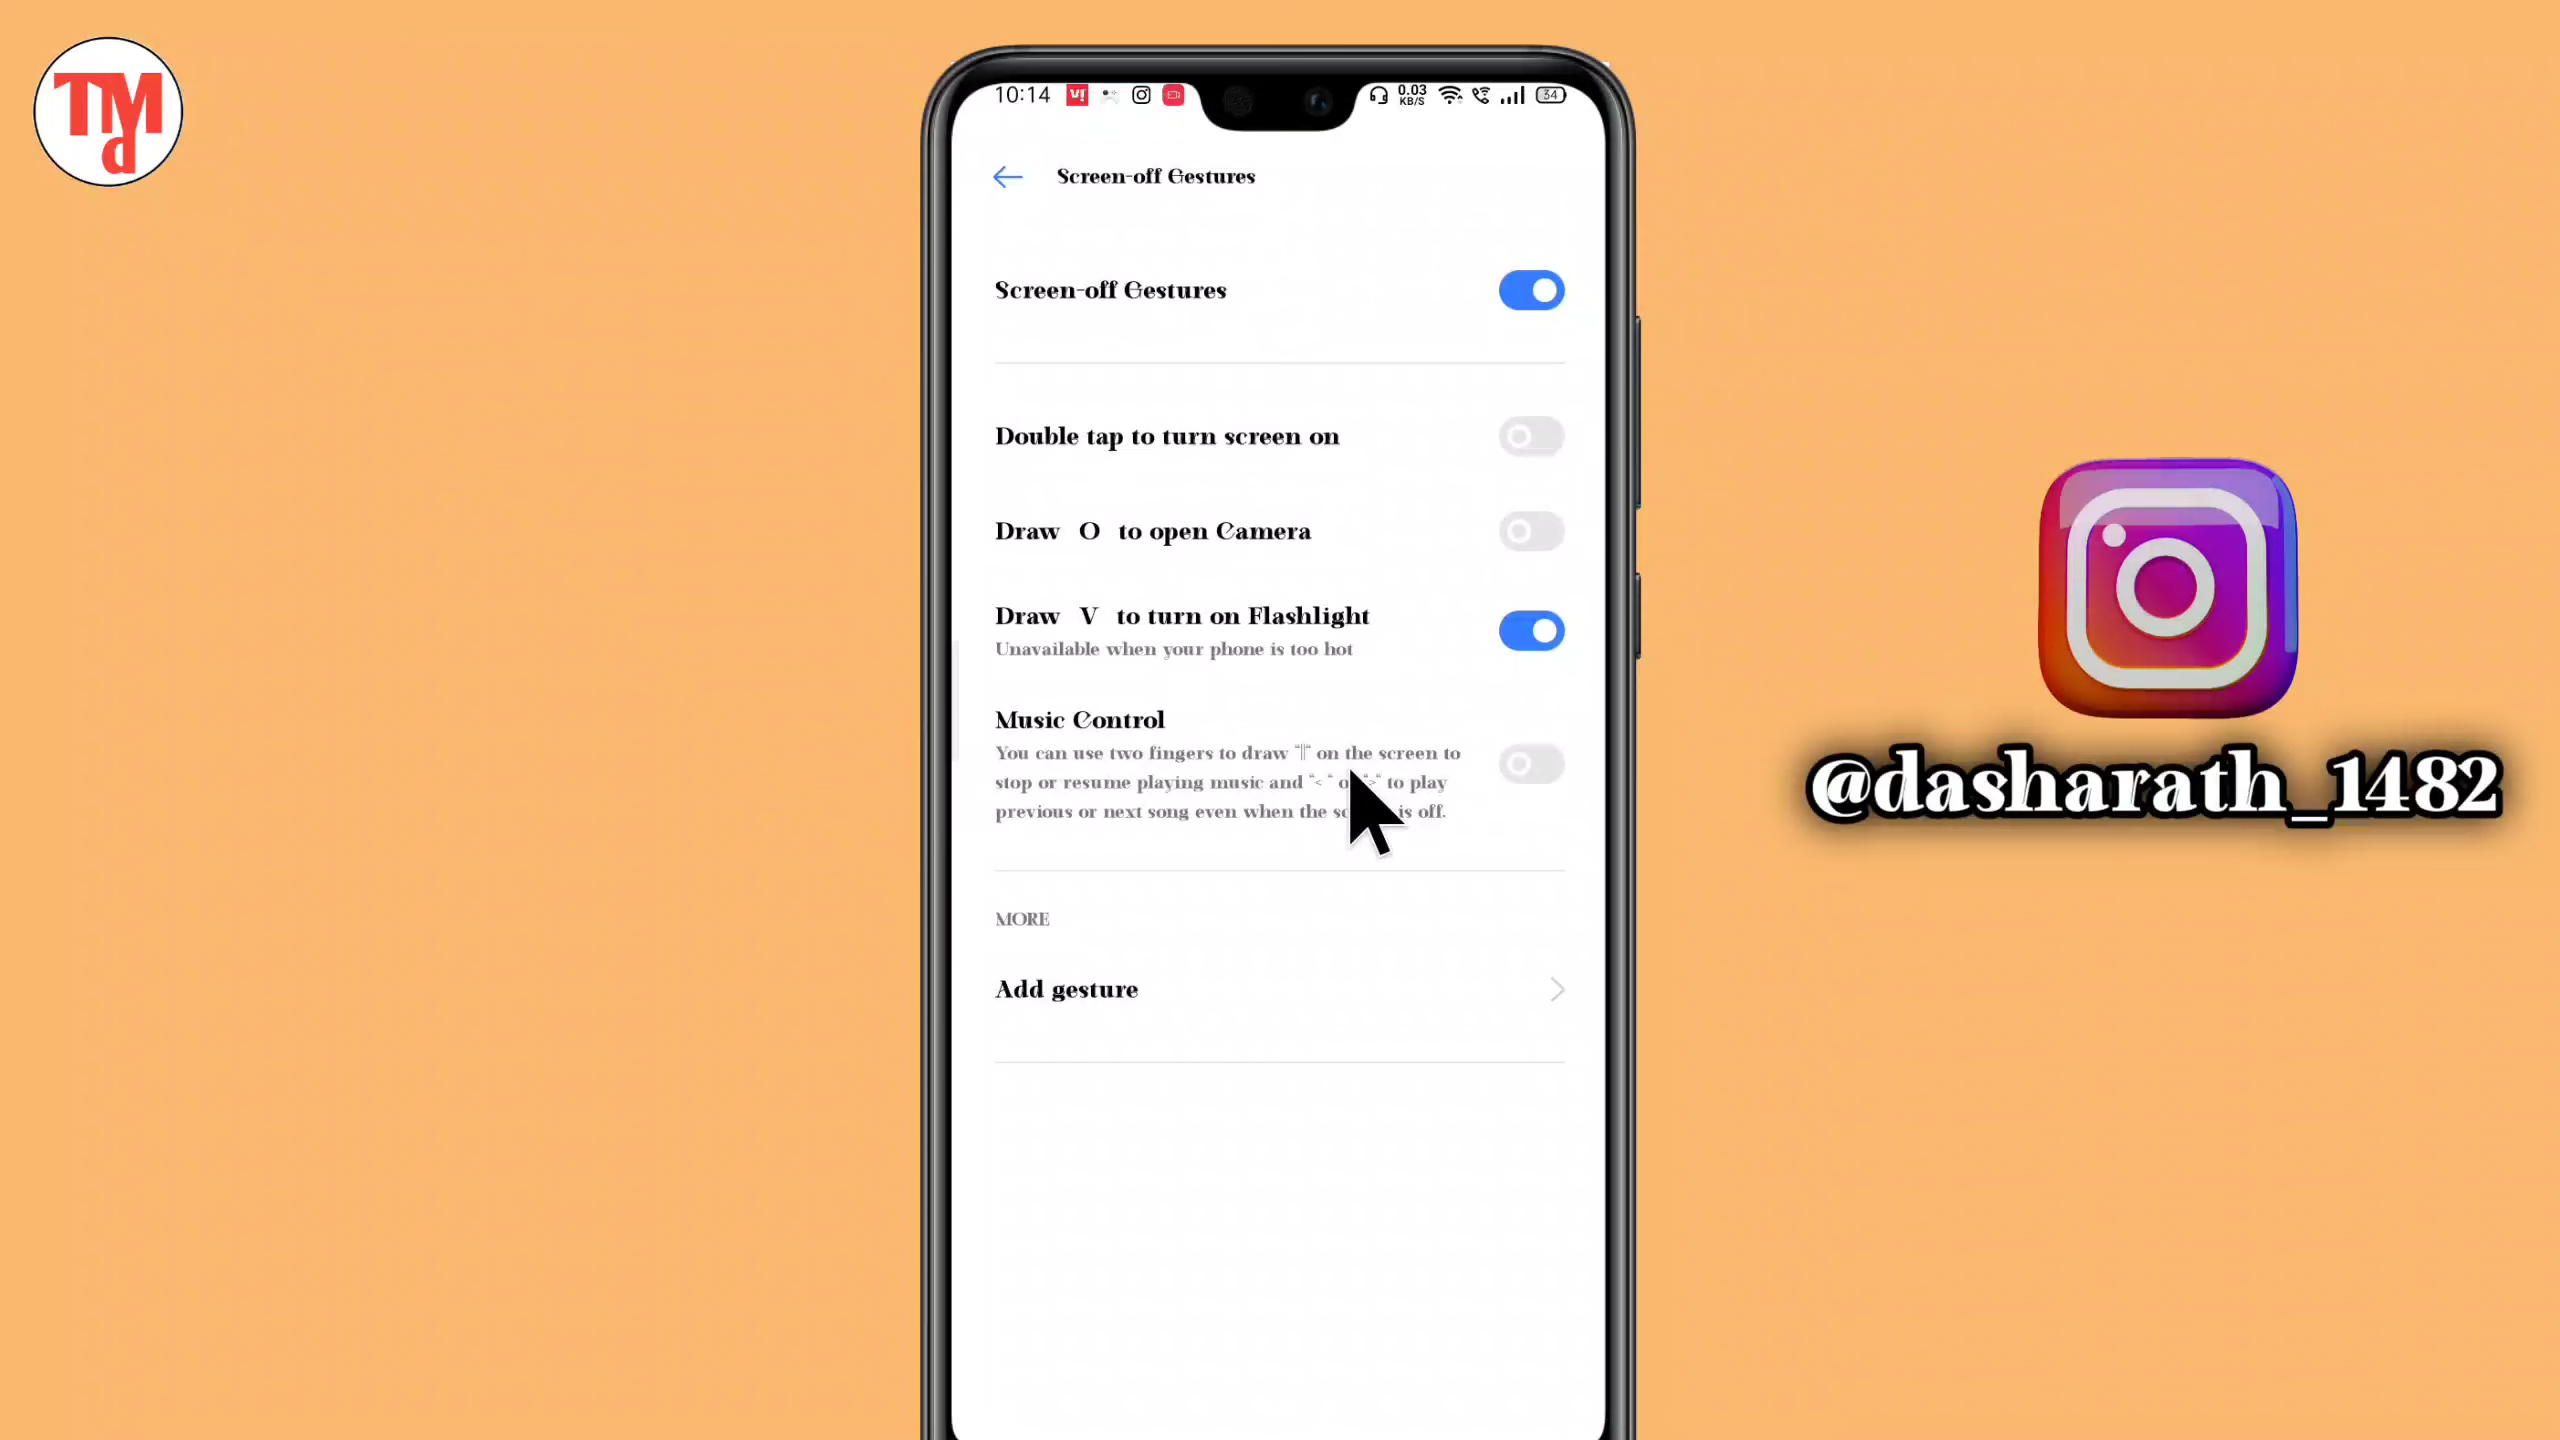 TMd
10:14 VI 0.03 KB/S 34
Screen-off Gestures
Screen-off Gestures
Double tap to turn screen on
Draw O to open Camera
Draw V to turn on Flashlight
Unavailable when your phone is too hot
Music Control
You can use two fingers to draw "||" on the screen to
stop or resume playing music and "<" or ">" to play
previous or next song even when the is off.
MORE
Add gesture
@dasharath_1482